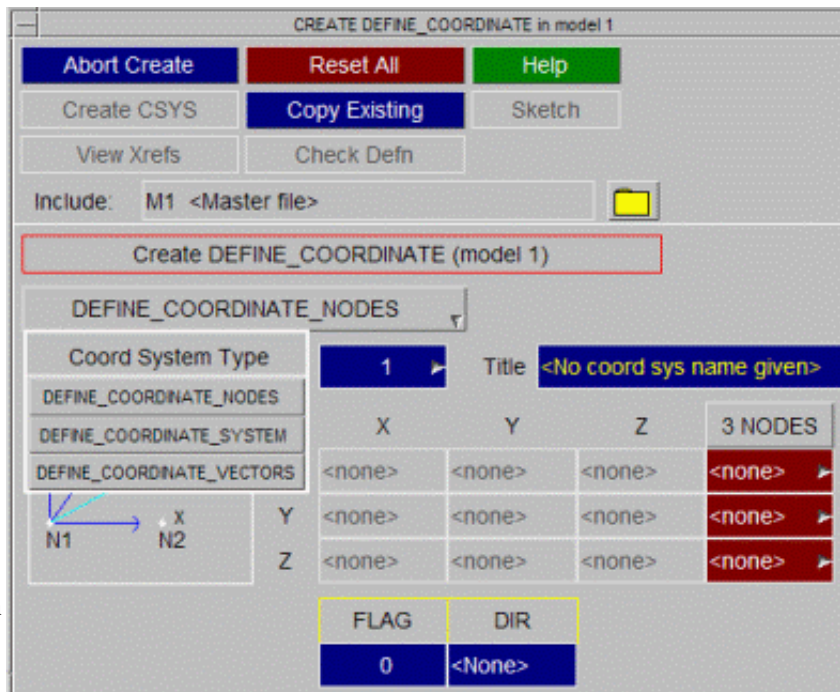 CREATE DEFINE_COORDINATE in model 1
Abort Create Reset All Help
Create CSYS Copy Existing Sketch
View Xrefs Check Defn
Include: M1 <Master file>
Create DEFINE_COORDINATE (model 1)
DEFINE_COORDINATE_NODES
Coord System Type 1 Title <No coord sys name given>
DEFINE_COORDINATE_NODES
DEFINE_COORDINATE_SYSTEM X Y Z 3 NODES
DEFINE_COORDINATE_VECTORS <none> <none> <none> <none>
N1 N2 x Y <none> <none> <none> <none>
Z <none> <none> <none> <none>
FLAG DIR
0 <None>